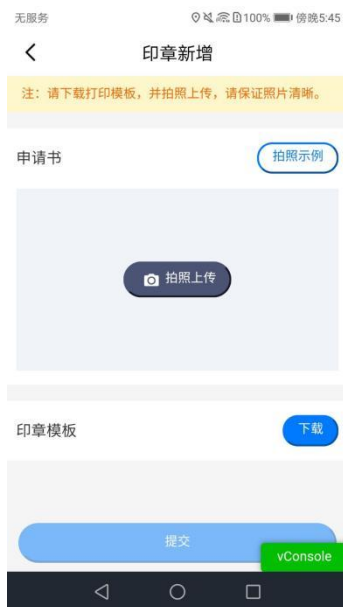 无服务 100% 傍晚5:45
印章新增
注：请下载打印模板，并拍照上传，请保证照片清晰。
申请书 拍照示例
拍照上传
印章模板 下载
提交
vConsole